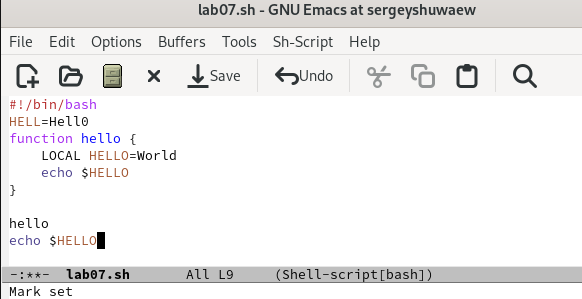 lab07.sh - GNU Emacs at sergeyshuwaew
File Edit Options Buffers Tools Sh-Script Help
Save Undo
#!/bin/bash
HELL=Hell0
function hello {
    LOCAL HELLO=World
    echo $HELLO
}
hello
echo $HELLO
-:**- lab07.sh All L9 (Shell-script[bash])
Mark set